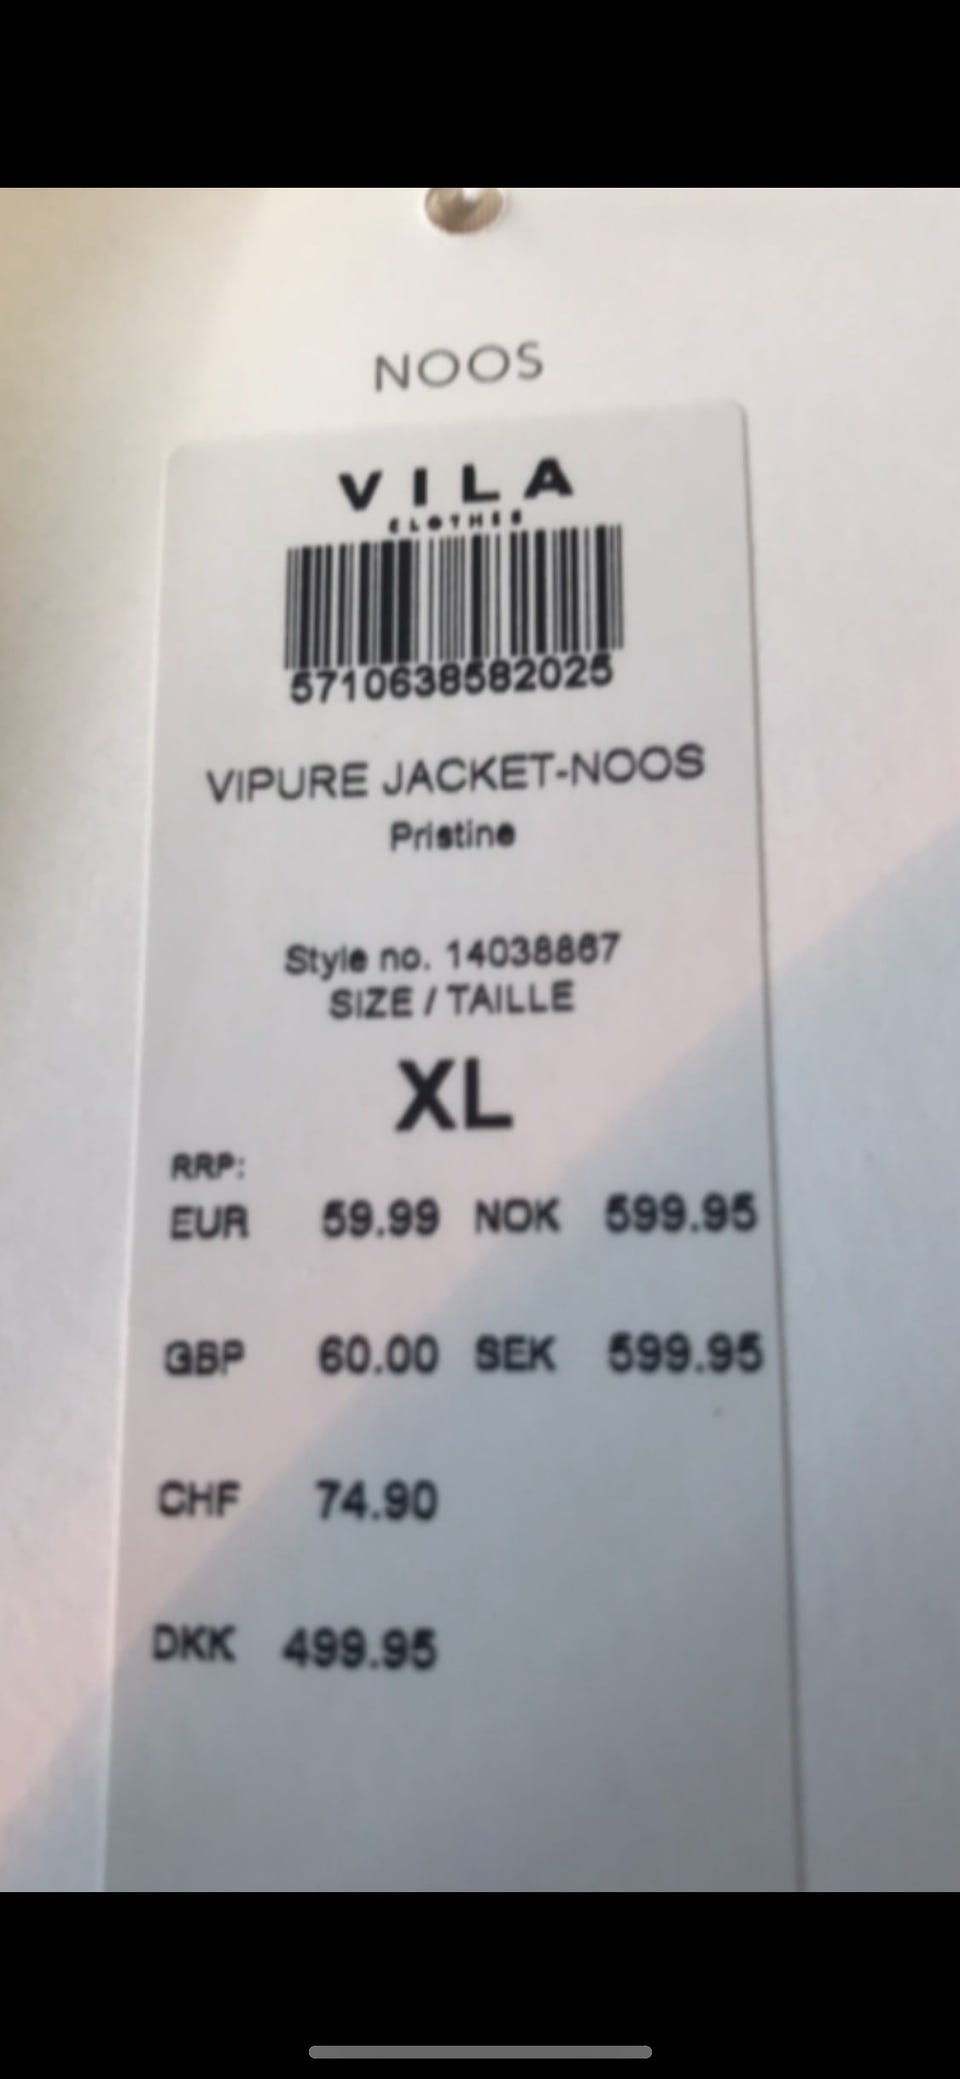 NOOS
VILA
CLOTHES
5710638582025
VIPURE JACKET-NOOS
Pristine
Style no. 14038867
SIZE / TAILLE
XL
RRP:
EUR 59.99 NOK 599.95
GBP 60.00 SEK 599.95
CHF 74.90
DKK 499.95